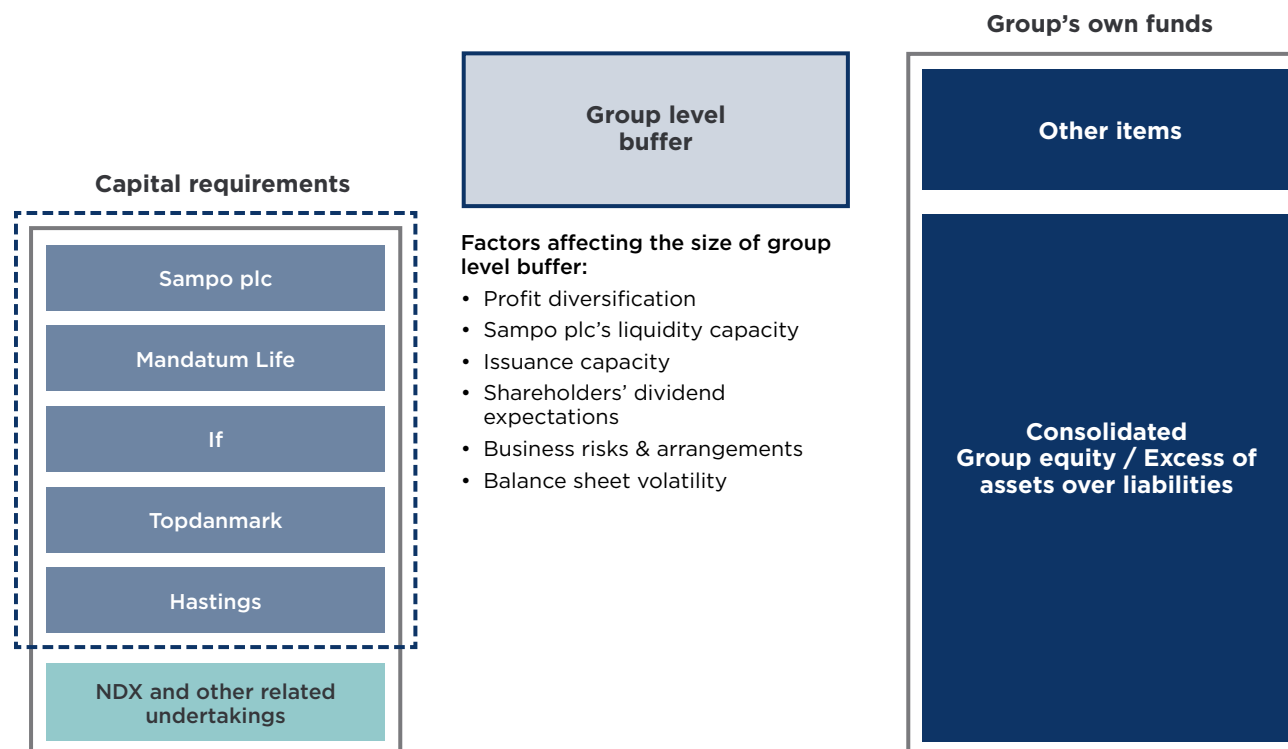 Capital requirements
Sampo plc
Mandatum Life
If
Topdanmark
Hastings
NDX and other related
undertakings
Group level
buffer
Factors affecting the size of group
level buffer:
• Profit diversification
• Sampo plc’s liquidity capacity
• Issuance capacity
• Shareholders’ dividend
expectations
• Business risks & arrangements
• Balance sheet volatility
Group’s own funds
Other items
Consolidated
Group equity / Excess of
assets over liabilities